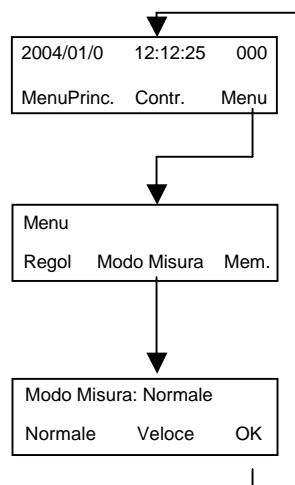 2004/01/0 12:12:25 000
MenuPrinc. Contr. Menu
Menu
Regol Modo Misura Mem.
Modo Misura: Normale
Normale Veloce OK